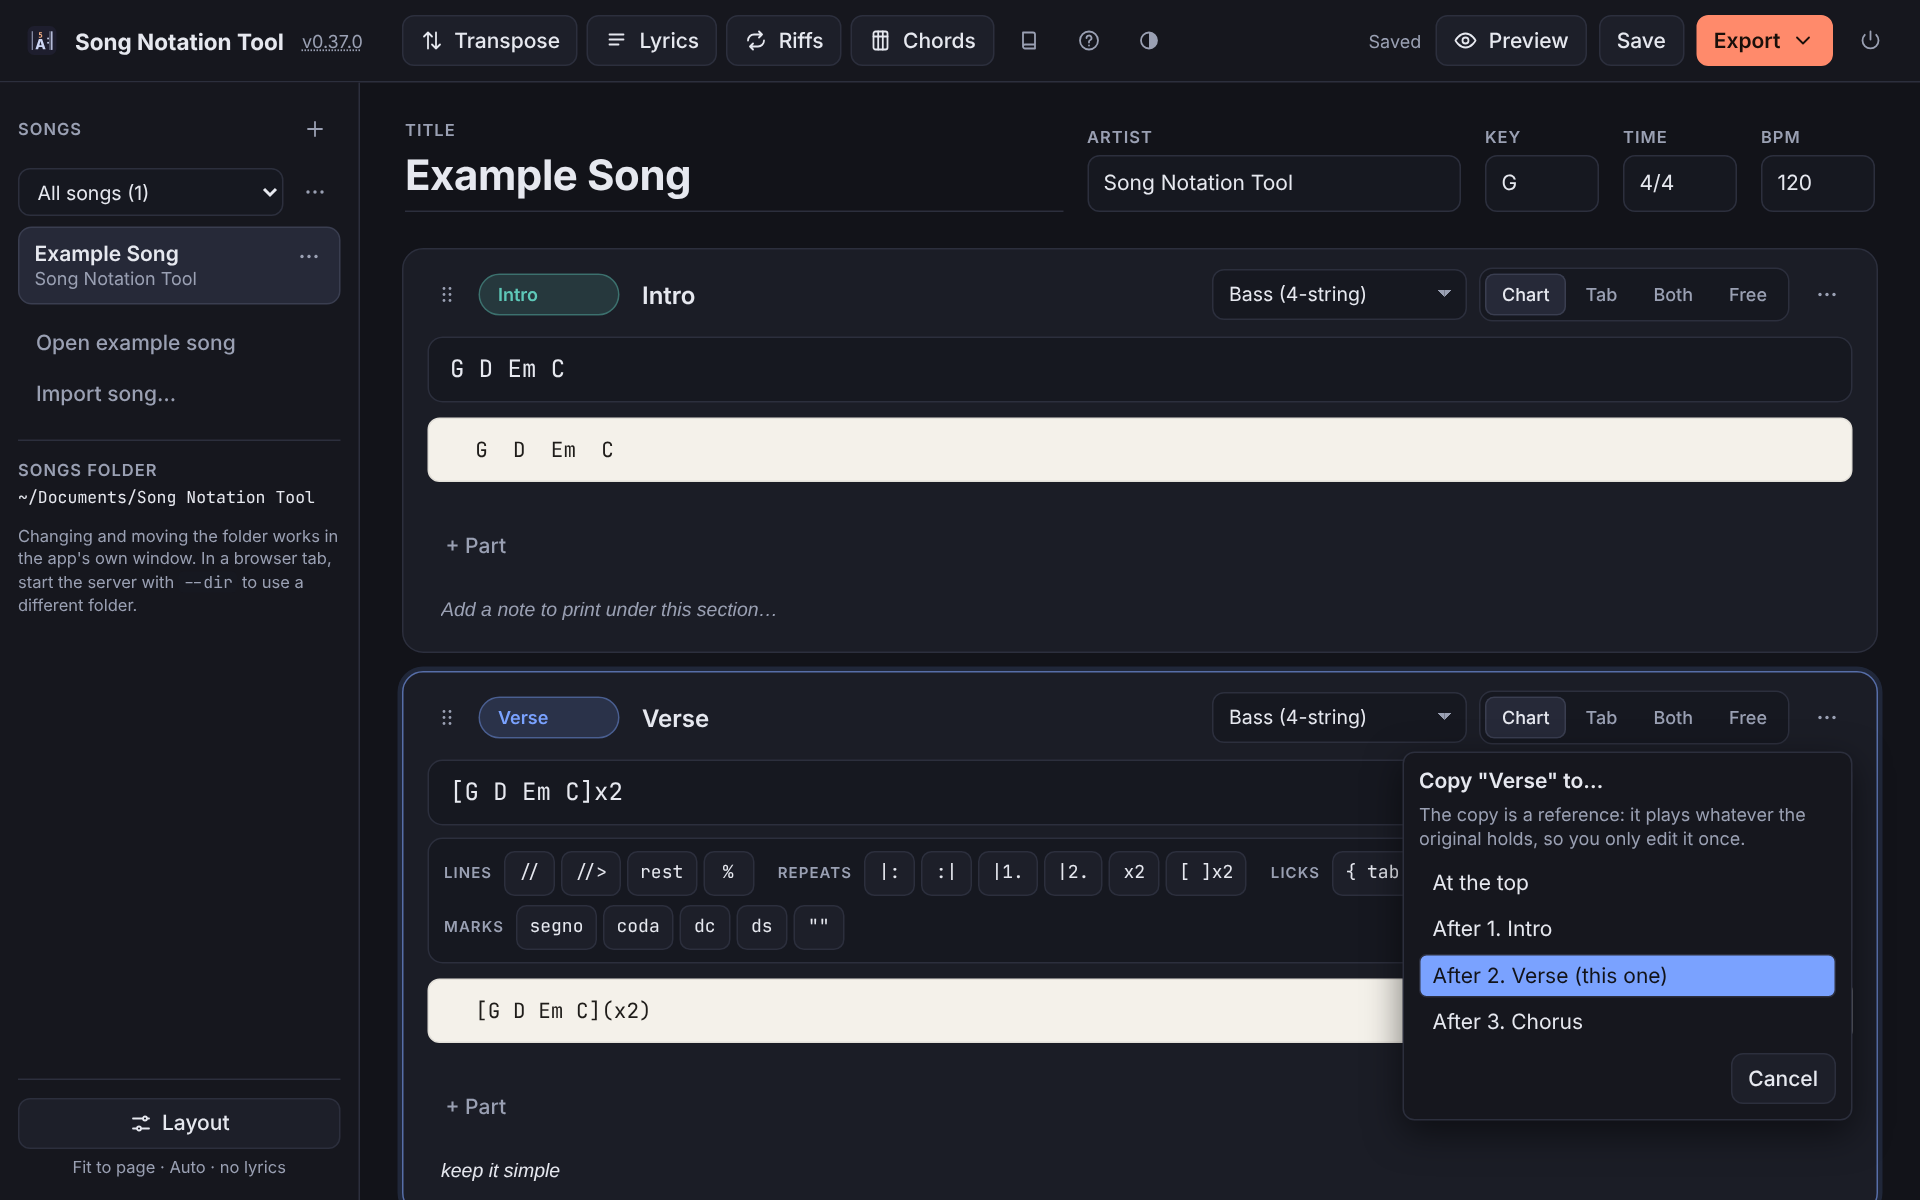 Song Notation Tool v0.37.0
Transpose
Lyrics
Riffs
Chords
Saved
Preview
Save
Export
SONGS
All songs (1)
Example Song
Song Notation Tool
Open example song
Import song...
SONGS FOLDER
~/Documents/Song Notation Tool
Changing and moving the folder works in
the app's own window. In a browser tab,
start the server with --dir to use a
different folder.
Layout
Fit to page · Auto · no lyrics
TITLE
Example Song
ARTIST
Song Notation Tool
KEY
G
TIME
4/4
BPM
120
Intro
Intro
Bass (4-string)
Chart Tab Both Free
G D Em C
G D Em C
+ Part
Add a note to print under this section…
Verse
Verse
Bass (4-string)
Chart Tab Both Free
[G D Em C]x2
LINES // //> rest % REPEATS |: :| |1. |2. x2 [ ]x2 LICKS { tab
MARKS segno coda dc ds ""
[G D Em C](x2)
+ Part
keep it simple
Copy "Verse" to...
The copy is a reference: it plays whatever the
original holds, so you only edit it once.
At the top
After 1. Intro
After 2. Verse (this one)
After 3. Chorus
Cancel